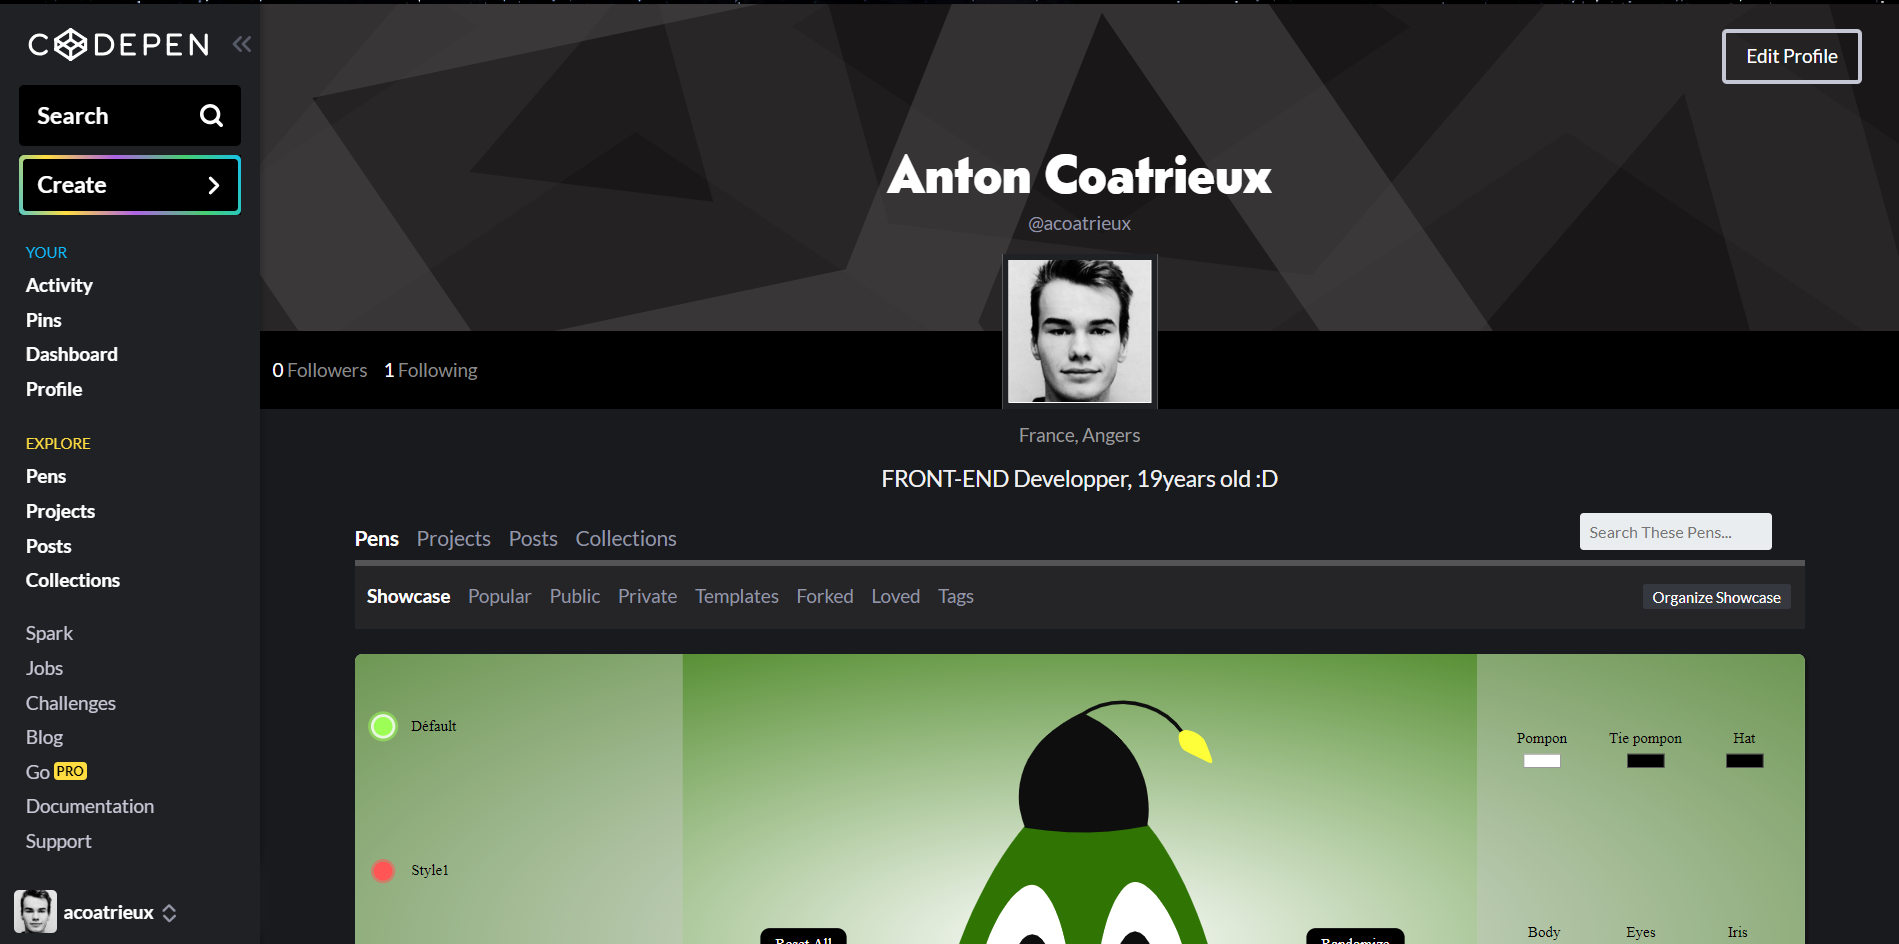 CODEPEN
Search
Create
YOUR
Activity
Pins
Dashboard
Profile
EXPLORE
Pens
Projects
Posts
Collections
Spark
Jobs
Challenges
Blog
Go PRO
Documentation
Support
acoatrieux
Edit Profile
Anton Coatrieux
@acoatrieux
0 Followers 1 Following
France, Angers
FRONT-END Developper, 19years old :D
Pens Projects Posts Collections
Search These Pens...
Showcase Popular Public Private Templates Forked Loved Tags
Organize Showcase
Défault
Style1
Pompon Tie pompon Hat
Body Eyes Iris
Reset All
Randomize